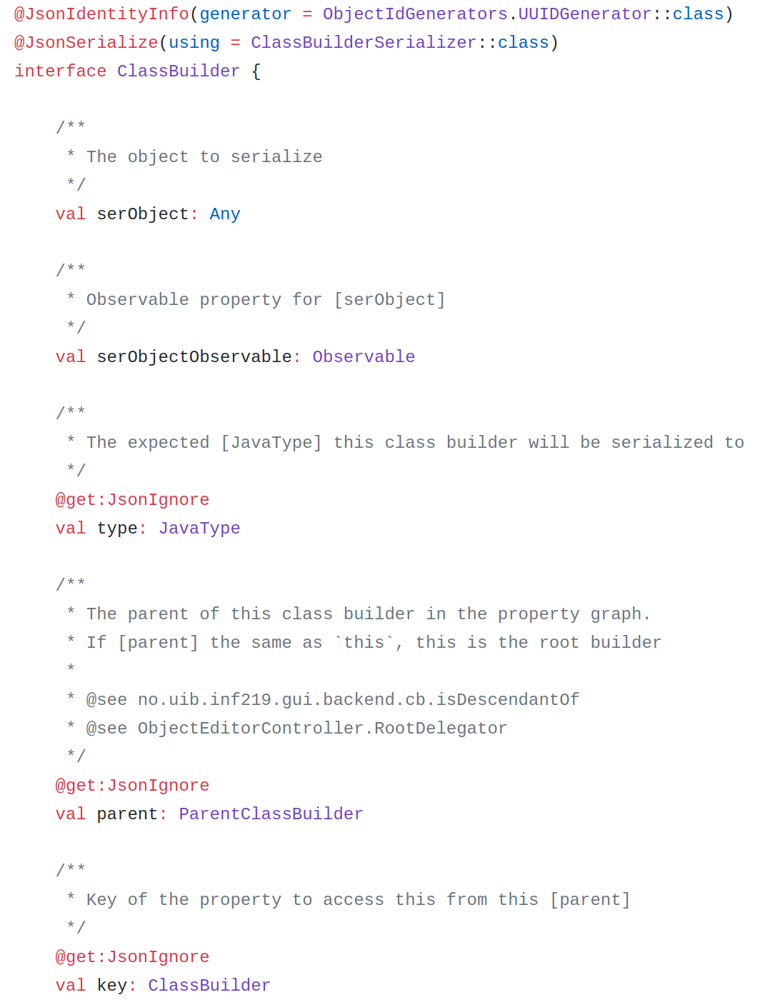 @JsonIdentityInfo(generator = ObjectIdGenerators.UUIDGenerator::class)
@JsonSerialize(using = ClassBuilderSerializer::class)
interface ClassBuilder {

    /**
     * The object to serialize
     */
    val serObject: Any

    /**
     * Observable property for [serObject]
     */
    val serObjectObservable: Observable

    /**
     * The expected [JavaType] this class builder will be serialized to
     */
    @get:JsonIgnore
    val type: JavaType

    /**
     * The parent of this class builder in the property graph.
     * If [parent] the same as `this`, this is the root builder
     *
     * @see no.uib.inf219.gui.backend.cb.isDescendantOf
     * @see ObjectEditorController.RootDelegator
     */
    @get:JsonIgnore
    val parent: ParentClassBuilder

    /**
     * Key of the property to access this from this [parent]
     */
    @get:JsonIgnore
    val key: ClassBuilder